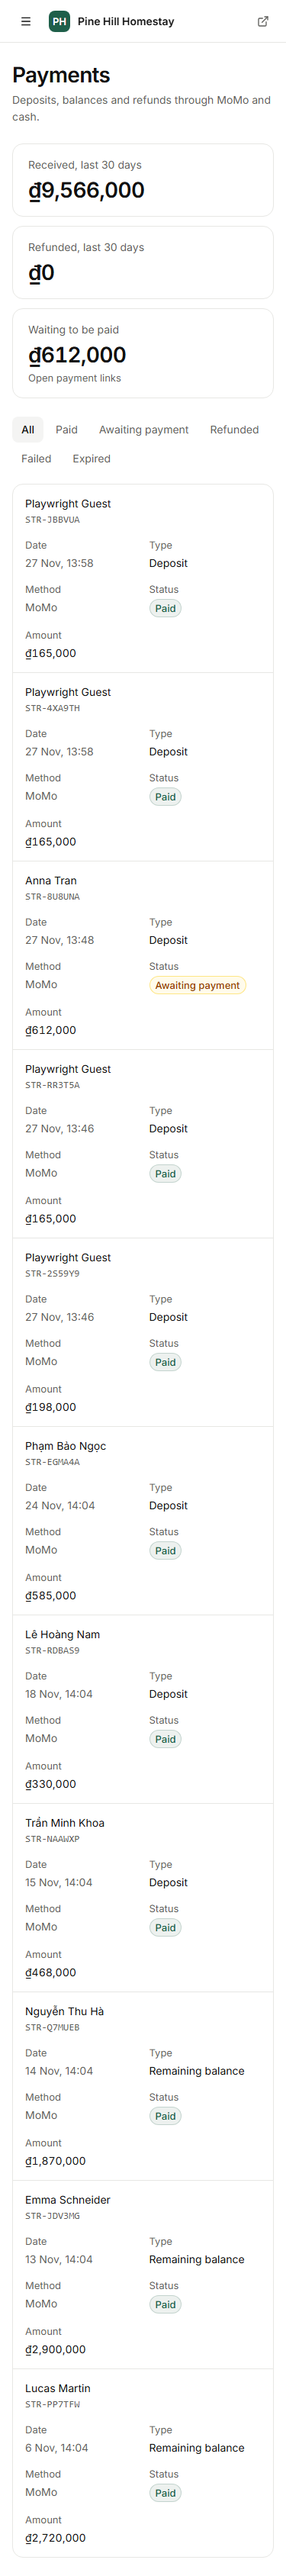 PH Pine Hill Homestay
Payments
Deposits, balances and refunds through MoMo and
cash.
Received, last 30 days
₫9,566,000
Refunded, last 30 days
₫0
Waiting to be paid
₫612,000
Open payment links
All Paid Awaiting payment Refunded
Failed Expired
Playwright Guest
STR-JBBVUA
Date Type
27 Nov, 13:58 Deposit
Method Status
MoMo Paid
Amount
₫165,000
Playwright Guest
STR-4XA9TH
Date Type
27 Nov, 13:58 Deposit
Method Status
MoMo Paid
Amount
₫165,000
Anna Tran
STR-8U8UNA
Date Type
27 Nov, 13:48 Deposit
Method Status
MoMo Awaiting payment
Amount
₫612,000
Playwright Guest
STR-RR3T5A
Date Type
27 Nov, 13:46 Deposit
Method Status
MoMo Paid
Amount
₫165,000
Playwright Guest
STR-2S59Y9
Date Type
27 Nov, 13:46 Deposit
Method Status
MoMo Paid
Amount
₫198,000
Phạm Bảo Ngọc
STR-EGMA4A
Date Type
24 Nov, 14:04 Deposit
Method Status
MoMo Paid
Amount
₫585,000
Lê Hoàng Nam
STR-RDBAS9
Date Type
18 Nov, 14:04 Deposit
Method Status
MoMo Paid
Amount
₫330,000
Trần Minh Khoa
STR-NAAWXP
Date Type
15 Nov, 14:04 Deposit
Method Status
MoMo Paid
Amount
₫468,000
Nguyễn Thu Hà
STR-Q7MUEB
Date Type
14 Nov, 14:04 Remaining balance
Method Status
MoMo Paid
Amount
₫1,870,000
Emma Schneider
STR-JDV3MG
Date Type
13 Nov, 14:04 Remaining balance
Method Status
MoMo Paid
Amount
₫2,900,000
Lucas Martin
STR-PP7TFW
Date Type
6 Nov, 14:04 Remaining balance
Method Status
MoMo Paid
Amount
₫2,720,000